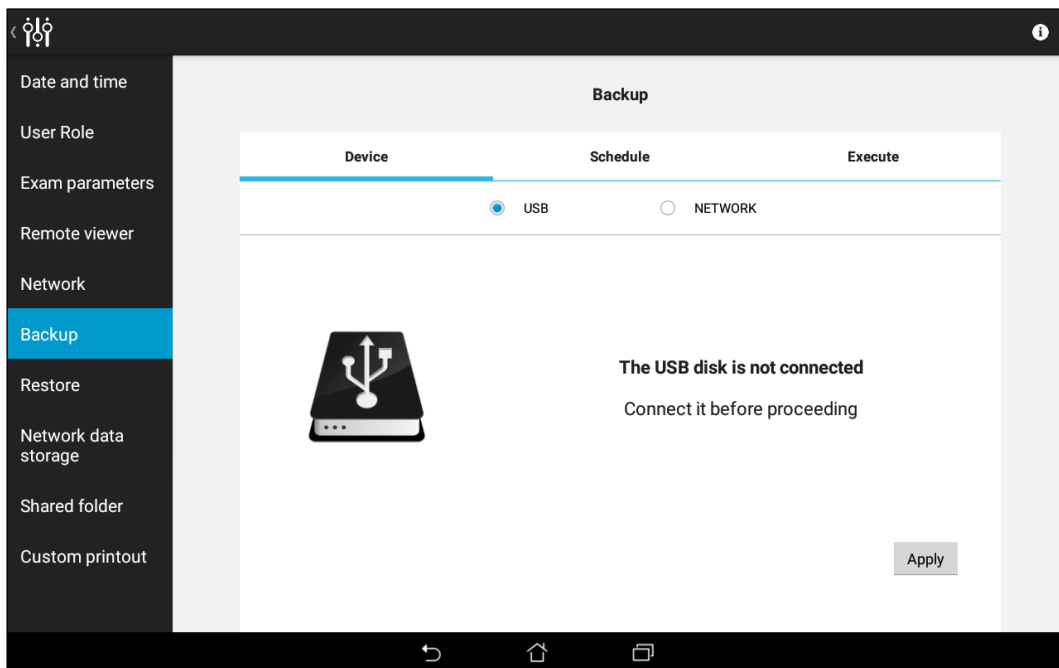 Date and time
User Role
Exam parameters
Remote viewer
Network
Backup
Restore
Network data
storage
Shared folder
Custom printout
Backup
Device Schedule Execute
USB NETWORK
The USB disk is not connected
Connect it before proceeding
Apply